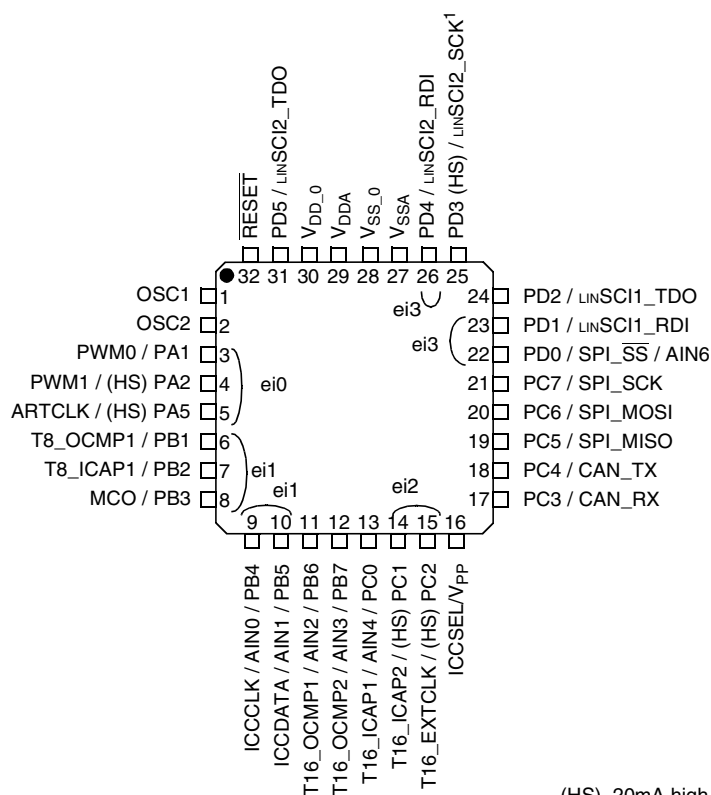 RESET
PD5 / LINSCI2_TDO
VDD_0
VDDA
VSS_0
VSSA
PD4 / LINSCI2_RDI
PD3 (HS) / LINSCI2_SCK1
32 31 30 29 28 27 26 25
ei3
OSC1 1
OSC2 2
PWM0 / PA1 3
PWM1 / (HS) PA2 4
ARTCLK / (HS) PA5 5
T8_OCMP1 / PB1 6
T8_ICAP1 / PB2 7
MCO / PB3 8
ei0
ei1
ei1
ei2
ei3
24 PD2 / LINSCI1_TDO
23 PD1 / LINSCI1_RDI
22 PD0 / SPI_SS / AIN6
21 PC7 / SPI_SCK
20 PC6 / SPI_MOSI
19 PC5 / SPI_MISO
18 PC4 / CAN_TX
17 PC3 / CAN_RX
9 10 11 12 13 14 15 16
ICCCLK / AIN0 / PB4
ICCDATA / AIN1 / PB5
T16_OCMP1 / AIN2 / PB6
T16_OCMP2 / AIN3 / PB7
T16_ICAP1 / AIN4 / PC0
T16_ICAP2 / (HS) PC1
T16_EXTCLK / (HS) PC2
ICCSEL/VPP
(HS) 20mA high